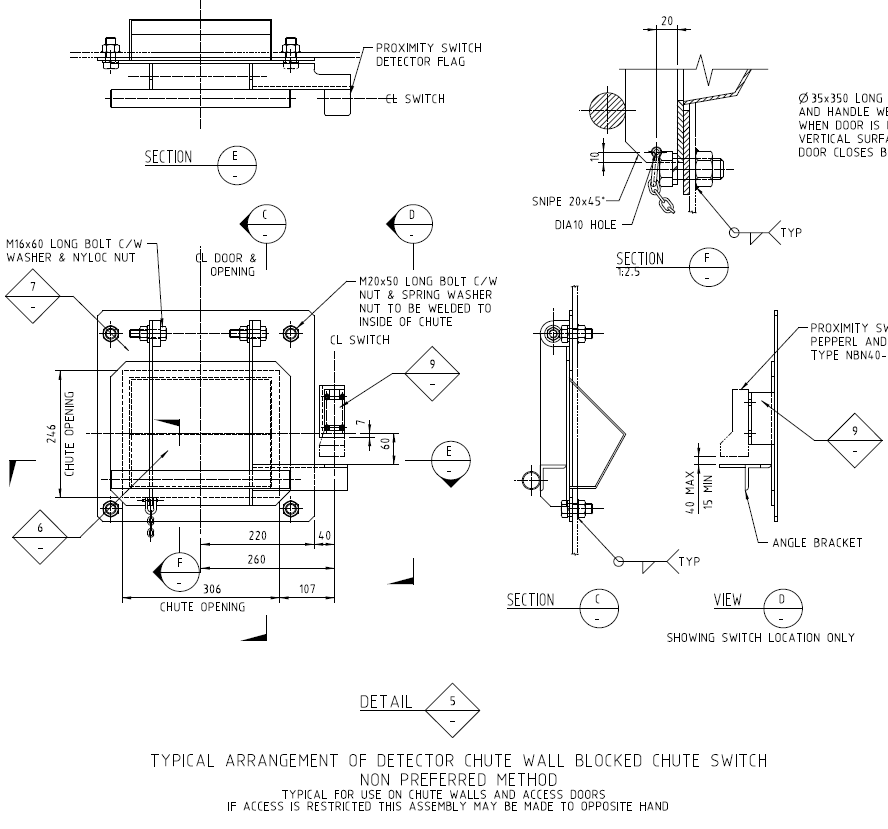 PROXIMITY SWITCH
DETECTOR FLAG
CL SWITCH
SECTION
E
-
20
10
Ø35x350 LONG
AND HANDLE WE
WHEN DOOR IS
VERTICAL SURFA
DOOR CLOSES B
SNIPE 20x45°
DIA10 HOLE
TYP
SECTION
1:2.5
F
-
C
-
D
-
M16x60 LONG BOLT C/W
WASHER & NYLOC NUT
CL DOOR &
OPENING
7
-
M20x50 LONG BOLT C/W
NUT & SPRING WASHER
NUT TO BE WELDED TO
INSIDE OF CHUTE
CL SWITCH
9
-
246
CHUTE OPENING
7
60
E
-
6
-
F
-
220
40
260
306
107
CHUTE OPENING
TYP
SECTION
C
-
PROXIMITY SW
PEPPERL AND
TYPE NBN40-
9
-
40 MAX
15 MIN
ANGLE BRACKET
VIEW
D
-
SHOWING SWITCH LOCATION ONLY
DETAIL
5
-
TYPICAL ARRANGEMENT OF DETECTOR CHUTE WALL BLOCKED CHUTE SWITCH
NON PREFERRED METHOD
TYPICAL FOR USE ON CHUTE WALLS AND ACCESS DOORS
IF ACCESS IS RESTRICTED THIS ASSEMBLY MAY BE MADE TO OPPOSITE HAND